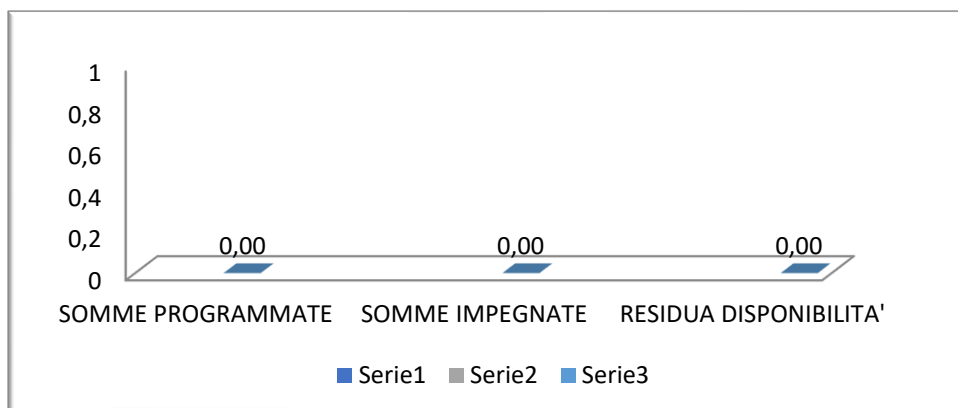 1
0,8
0,6
0,4
0,2
0
0,00 0,00 0,00
SOMME PROGRAMMATE SOMME IMPEGNATE RESIDUA DISPONIBILITA'
Serie1 Serie2 Serie3